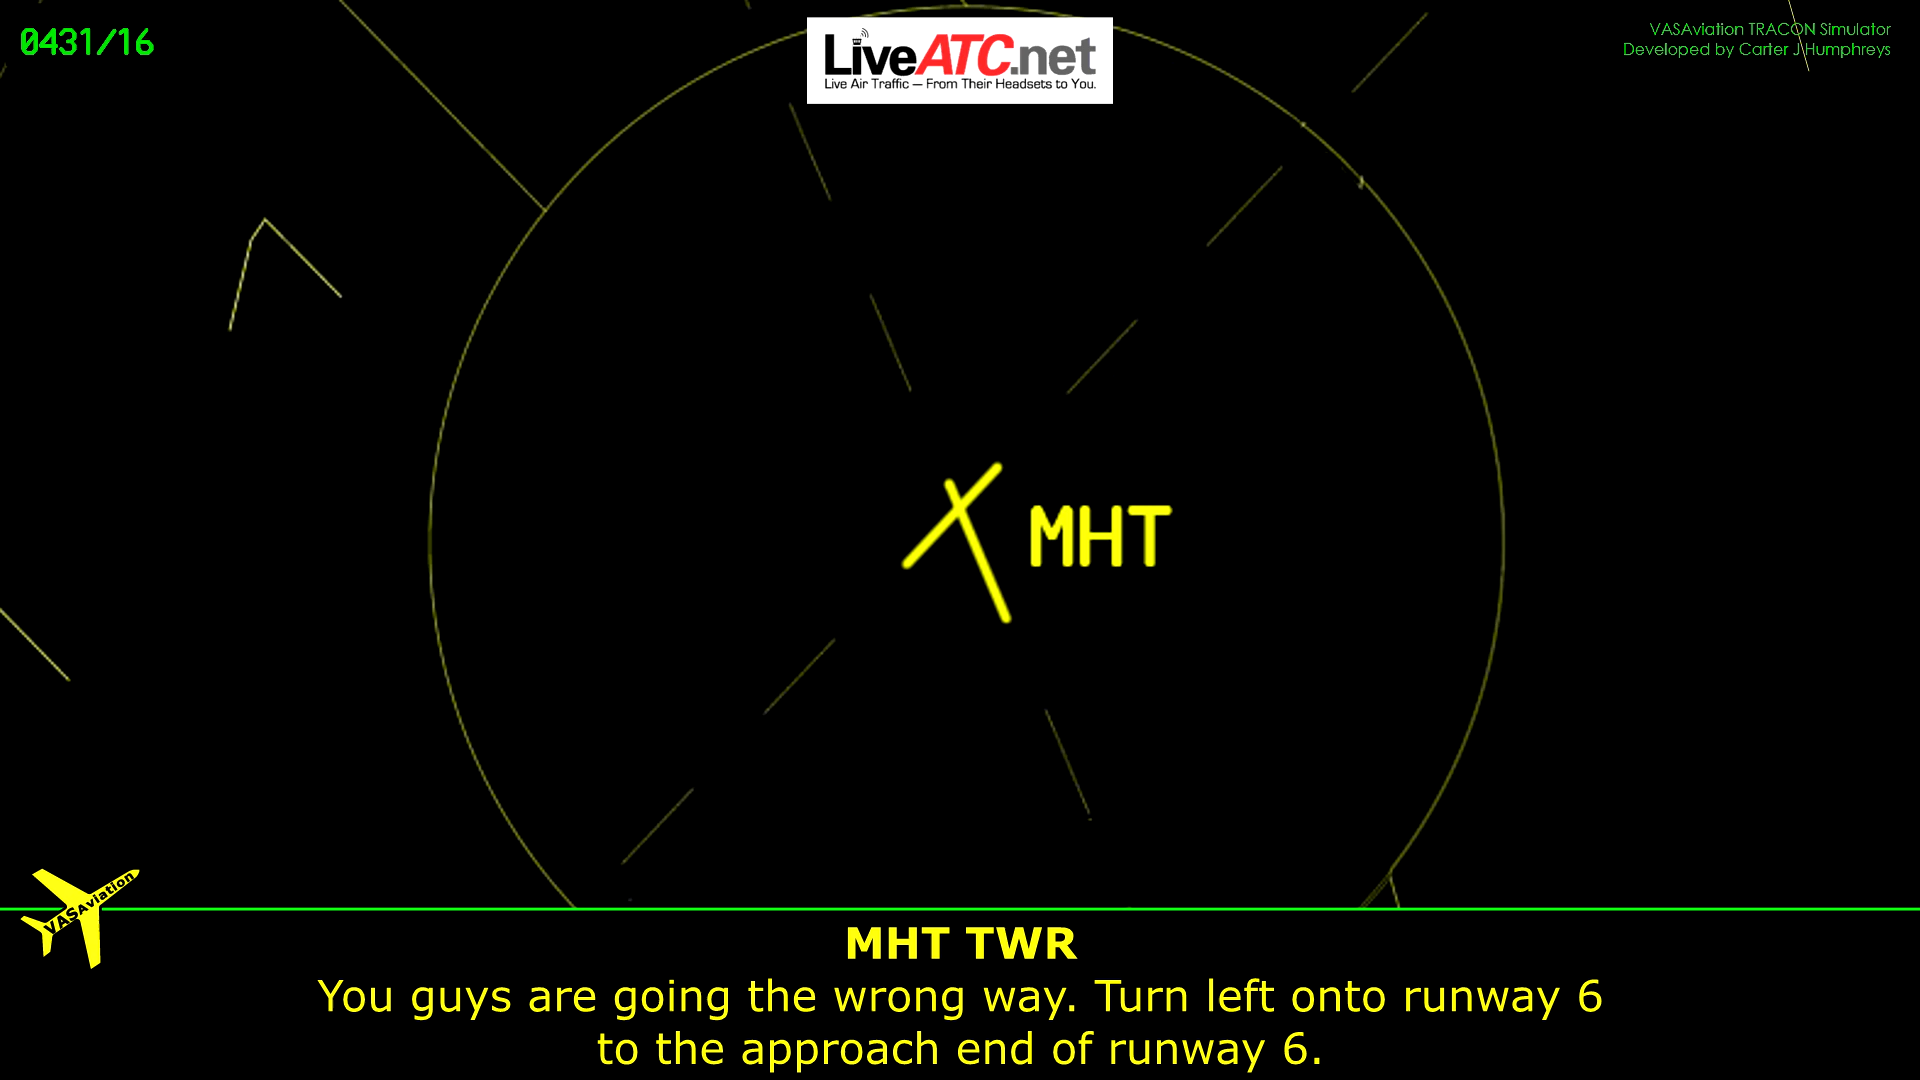 0431/16
LiveATC.net
Live Air Traffic — From Their Headsets to You.
VASAviation TRACON Simulator
Developed by Carter J Humphreys
MHT
VASAviation
MHT TWR
You guys are going the wrong way. Turn left onto runway 6
to the approach end of runway 6.